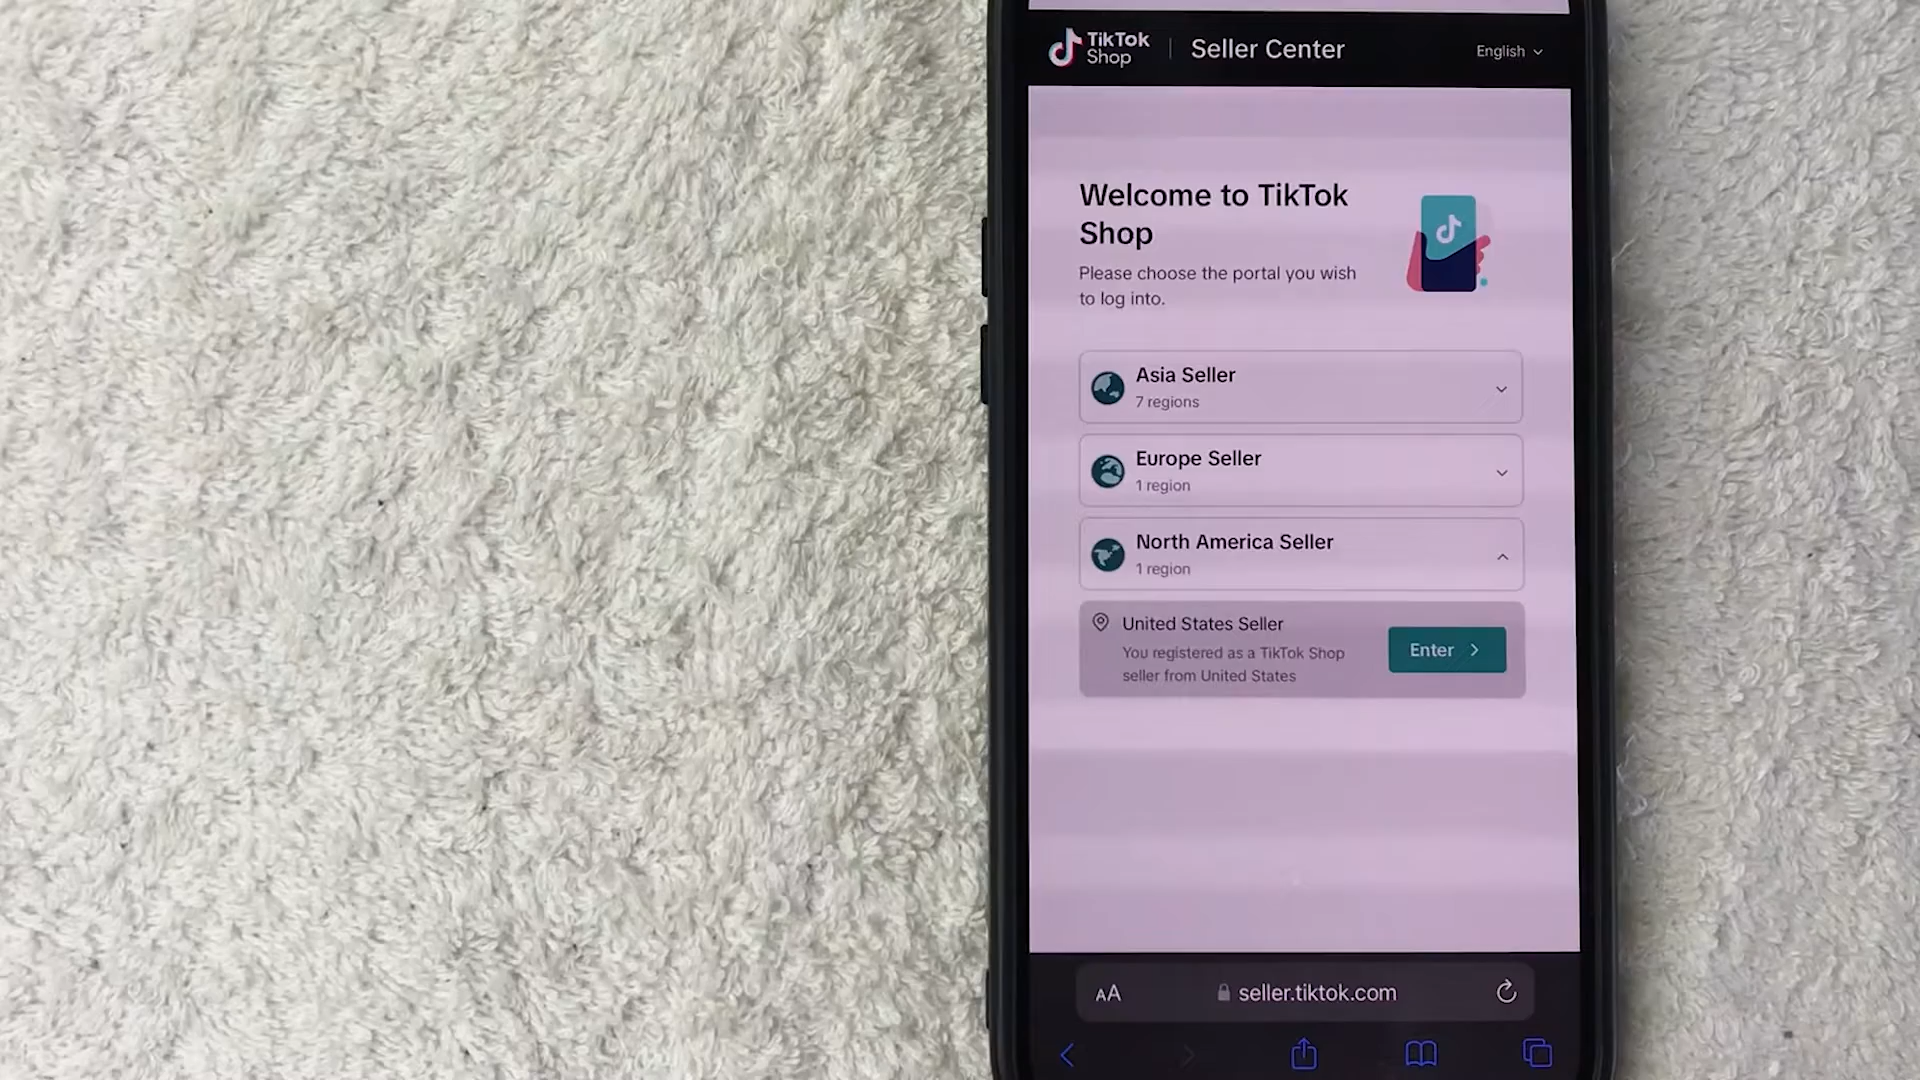 TikTok
Shop
Seller Center
English
Welcome to TikTok
Shop
Please choose the portal you wish
to log into.
Asia Seller
7 regions
Europe Seller
1 region
North America Seller
1 region
United States Seller
You registered as a TikTok Shop
seller from United States
Enter
AA
seller.tiktok.com